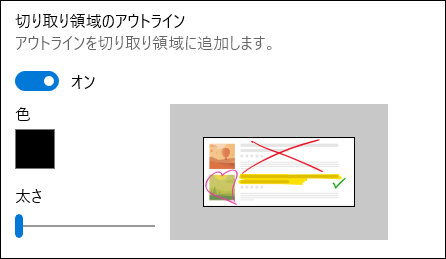 切り取り領域のアウトライン
アウトラインを切り取り領域に追加します。
オン
色
太さ